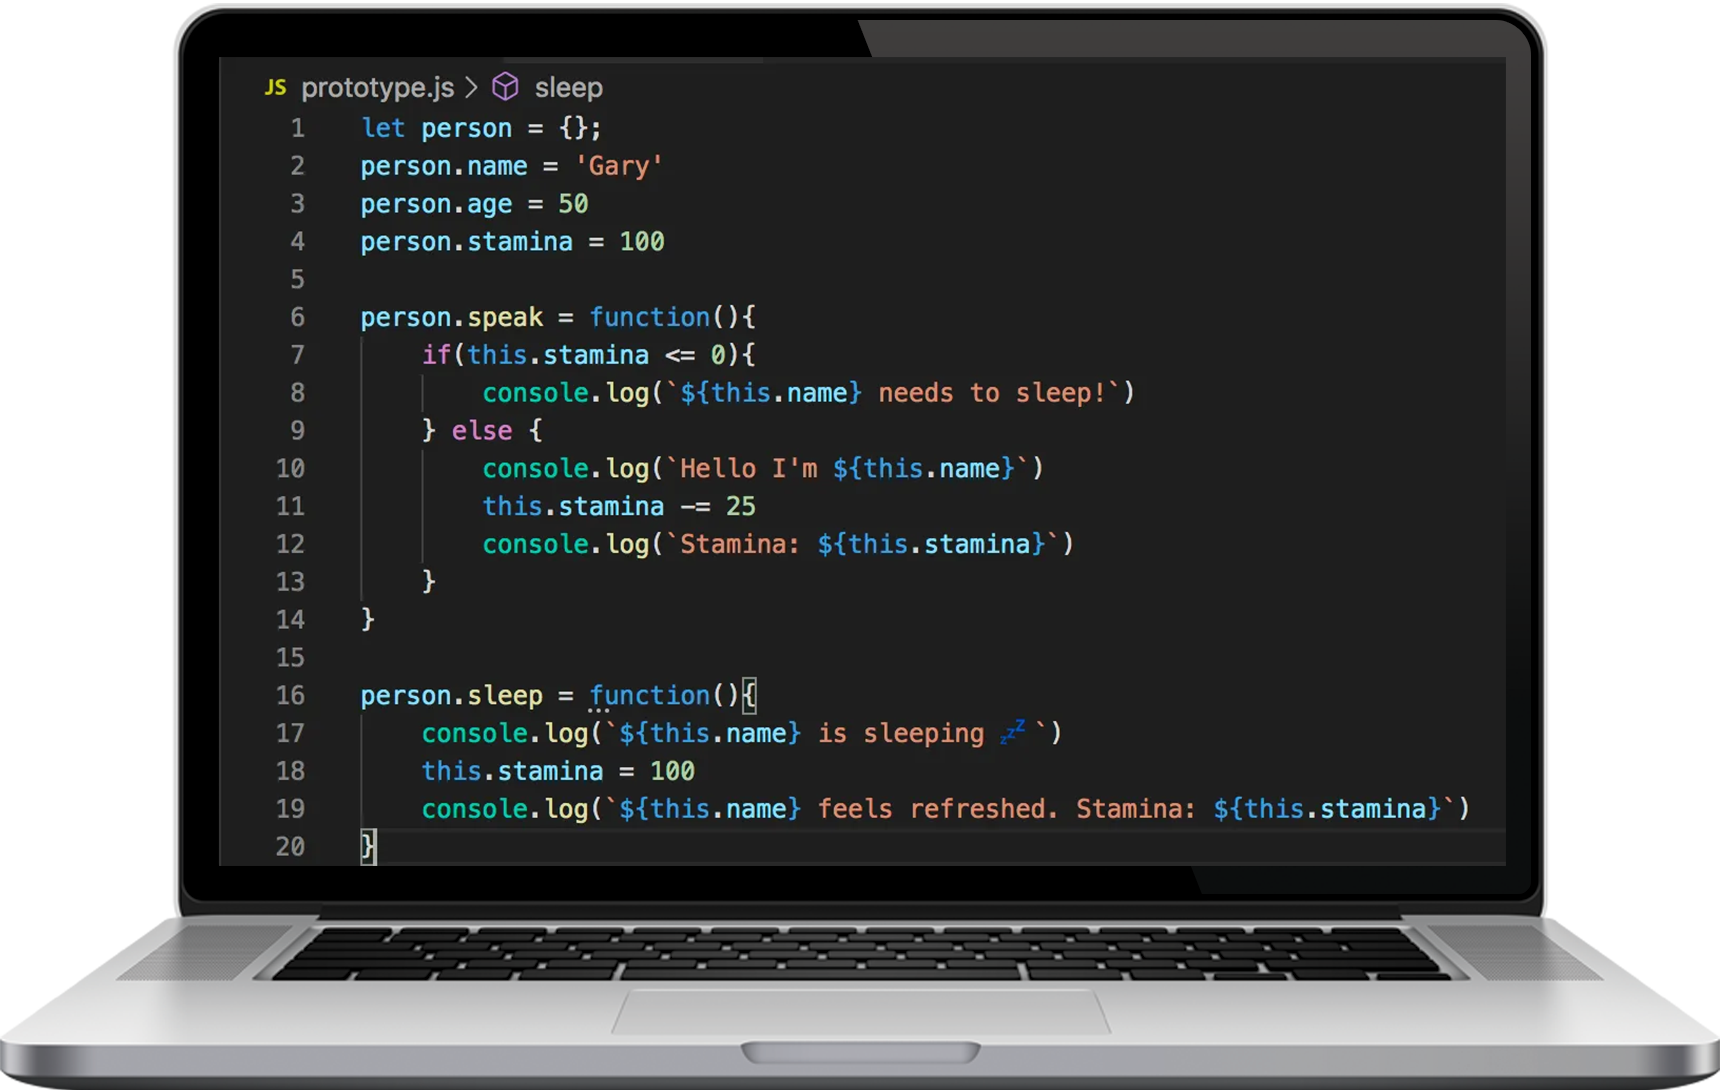 JS prototype.js > sleep
1 let person = {};
2 person.name = 'Gary'
3 person.age = 50
4 person.stamina = 100
5
6 person.speak = function(){
7     if(this.stamina <= 0){
8         console.log(`${this.name} needs to sleep!`)
9     } else {
10         console.log(`Hello I'm ${this.name}`)
11         this.stamina -= 25
12         console.log(`Stamina: ${this.stamina}`)
13     }
14 }
15
16 person.sleep = function(){
17     console.log(`${this.name} is sleeping 💤 `)
18     this.stamina = 100
19     console.log(`${this.name} feels refreshed. Stamina: ${this.stamina}`)
20 }